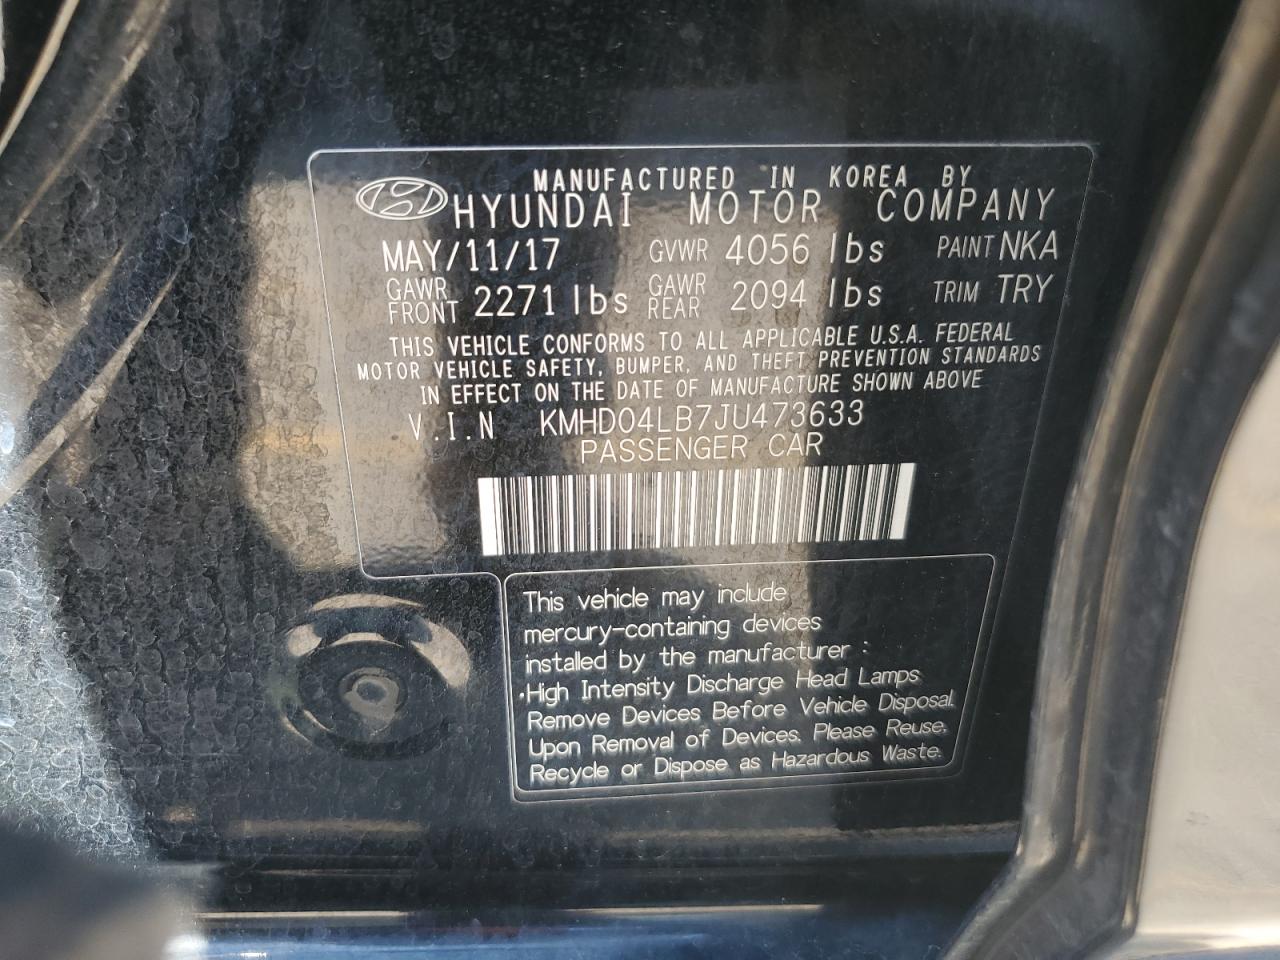 MANUFACTURED IN KOREA BY
HYUNDAI MOTOR COMPANY
MAY/11/17 GVWR 4056 lbs PAINT NKA
GAWR FRONT 2271 lbs GAWR REAR 2094 lbs TRIM TRY
THIS VEHICLE CONFORMS TO ALL APPLICABLE U.S.A. FEDERAL
MOTOR VEHICLE SAFETY, BUMPER, AND THEFT PREVENTION STANDARDS
IN EFFECT ON THE DATE OF MANUFACTURE SHOWN ABOVE
V.I.N KMHD04LB7JU473633
PASSENGER CAR
This vehicle may include
mercury-containing devices
installed by the manufacturer :
•High Intensity Discharge Head Lamps
Remove Devices Before Vehicle Disposal.
Upon Removal of Devices, Please Reuse,
Recycle or Dispose as Hazardous Waste.